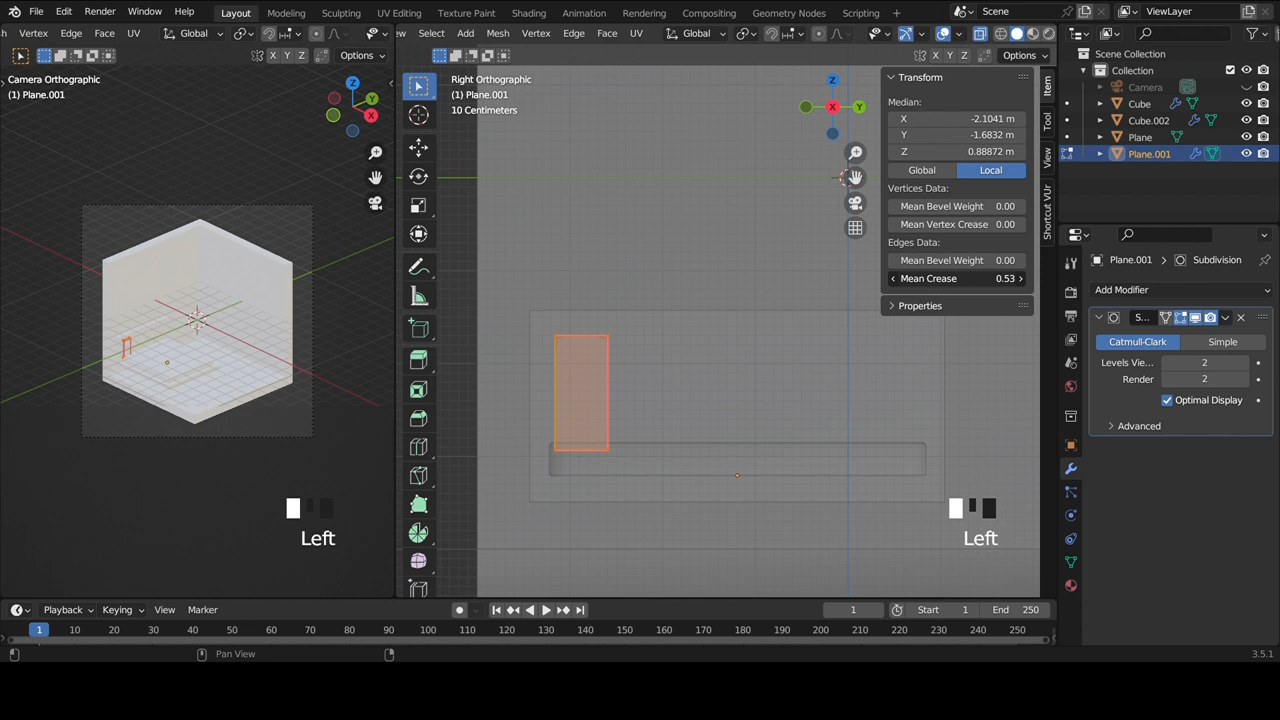 File Edit Render Window Help Layout Modeling Sculpting UV Editing Texture Paint Shading Animation Rendering Compositing Geometry Nodes Scripting + Scene ViewLayer
Vertex Edge Face UV Global Options
Select Add Mesh Vertex Edge Face UV Global Options
X Y Z
X Y Z
Camera Orthographic
(1) Plane.001
Right Orthographic
(1) Plane.001
10 Centimeters
Z
Y
X
Z
Y
X
Transform
Median:
X -2.1041 m
Y -1.6832 m
Z 0.88872 m
Global Local
Vertices Data:
Mean Bevel Weight 0.00
Mean Vertex Crease 0.00
Edges Data:
Mean Bevel Weight 0.00
Mean Crease 0.53
Properties
Item
Tool
View
Shortcut VUr
Scene Collection
Collection
Camera
Cube
Cube.002
Plane
Plane.001
Plane.001 > Subdivision
Add Modifier
S...
Catmull-Clark Simple
Levels Vie... 2
Render 2
Optimal Display
Advanced
Left
Left
Playback Keying View Marker 1 Start 1 End 250
1 10 20 30 40 50 60 70 80 90 100 110 120 130 140 150 160 170 180 190 200 210 220 230 240 250
Pan View 3.5.1